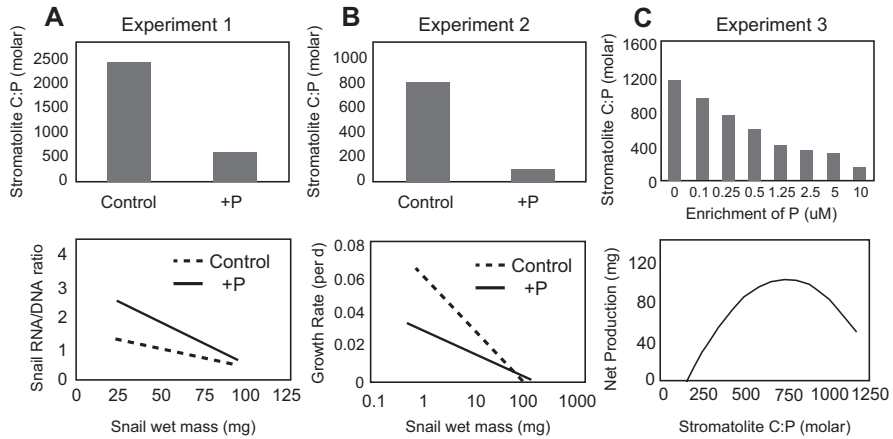 A
Experiment 1
Stromatolite C:P (molar)
2500
2000
1500
1000
500
0
Control
+P
B
Experiment 2
Stromatolite C:P (molar)
1000
800
600
400
200
0
Control
+P
C
Experiment 3
Stromatolite C:P (molar)
1600
1200
800
400
0
0 0.1 0.25 0.5 1.25 2.5 5 10
Enrichment of P (uM)
Snail RNA/DNA ratio
4
3
2
1
0
Control
+P
0 25 50 75 100 125
Snail wet mass (mg)
Growth Rate (per d)
0.08
0.06
0.04
0.02
0
Control
+P
0.1 1 10 100 1000
Snail wet mass (mg)
Net Production (mg)
120
80
40
0
0 250 500 750 1000 1250
Stromatolite C:P (molar)